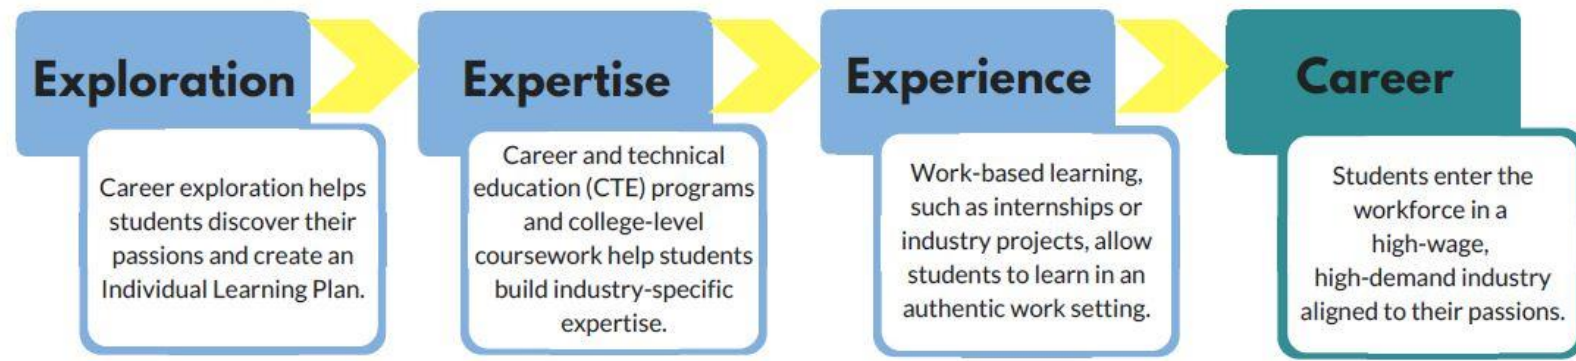 Exploration
Career exploration helps
students discover their
passions and create an
Individual Learning Plan.
Expertise
Career and technical
education (CTE) programs
and college-level
coursework help students
build industry-specific
expertise.
Experience
Work-based learning,
such as internships or
industry projects, allow
students to learn in an
authentic work setting.
Career
Students enter the
workforce in a
high-wage,
high-demand industry
aligned to their passions.